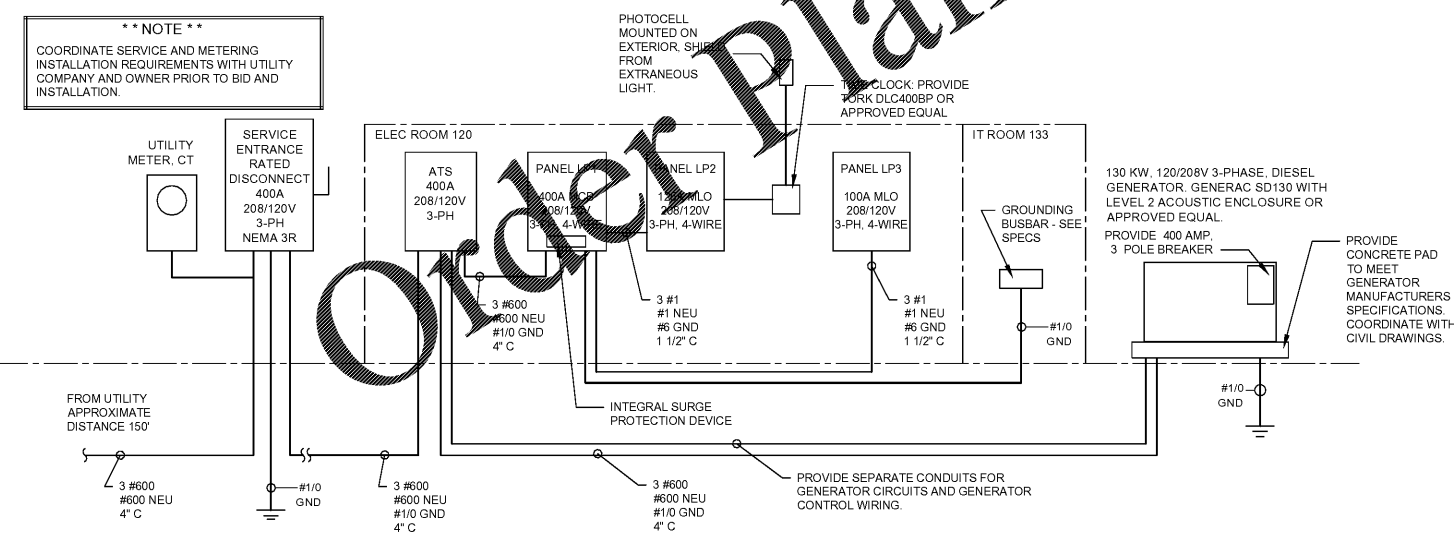 * * NOTE * *
COORDINATE SERVICE AND METERING
INSTALLATION REQUIREMENTS WITH UTILITY
COMPANY AND OWNER PRIOR TO BID AND
INSTALLATION.
PHOTOCELL
MOUNTED ON
EXTERIOR, SHIELD
FROM
EXTRANEOUS
LIGHT.
CLOCK: PROVIDE
TORK DLC400BP OR
APPROVED EQUAL
Order
UTILITY
METER, CT
SERVICE
ENTRANCE
RATED
DISCONNECT
400A
208/120V
3-PH
NEMA 3R
ELEC ROOM 120
ATS
400A
208/120V
3-PH
PANEL LP1
400A MCB
208/120V
3-PH, 4-WIRE
PANEL LP2
MLO
208/120V
3-PH, 4-WIRE
PANEL LP3
100A MLO
208/120V
3-PH, 4-WIRE
IT ROOM 133
GROUNDING
BUSBAR - SEE
SPECS
130 KW, 120/208V 3-PHASE, DIESEL
GENERATOR. GENERAC SD130 WITH
LEVEL 2 ACOUSTIC ENCLOSURE OR
APPROVED EQUAL.
PROVIDE 400 AMP,
3 POLE BREAKER
PROVIDE
CONCRETE PAD
TO MEET
GENERATOR
MANUFACTURERS
SPECIFICATIONS.
COORDINATE WITH
CIVIL DRAWINGS.
3 #600
#600 NEU
#1/0 GND
4" C
3 #1
#1 NEU
#6 GND
1 1/2" C
3 #1
#1 NEU
#6 GND
1 1/2" C
#1/0
GND
#1/0
GND
FROM UTILITY
APPROXIMATE
DISTANCE 150'
INTEGRAL SURGE
PROTECTION DEVICE
3 #600
#600 NEU
4" C
#1/0
GND
3 #600
#600 NEU
#1/0 GND
4" C
3 #600
#600 NEU
#1/0 GND
4" C
PROVIDE SEPARATE CONDUITS FOR
GENERATOR CIRCUITS AND GENERATOR
CONTROL WIRING.